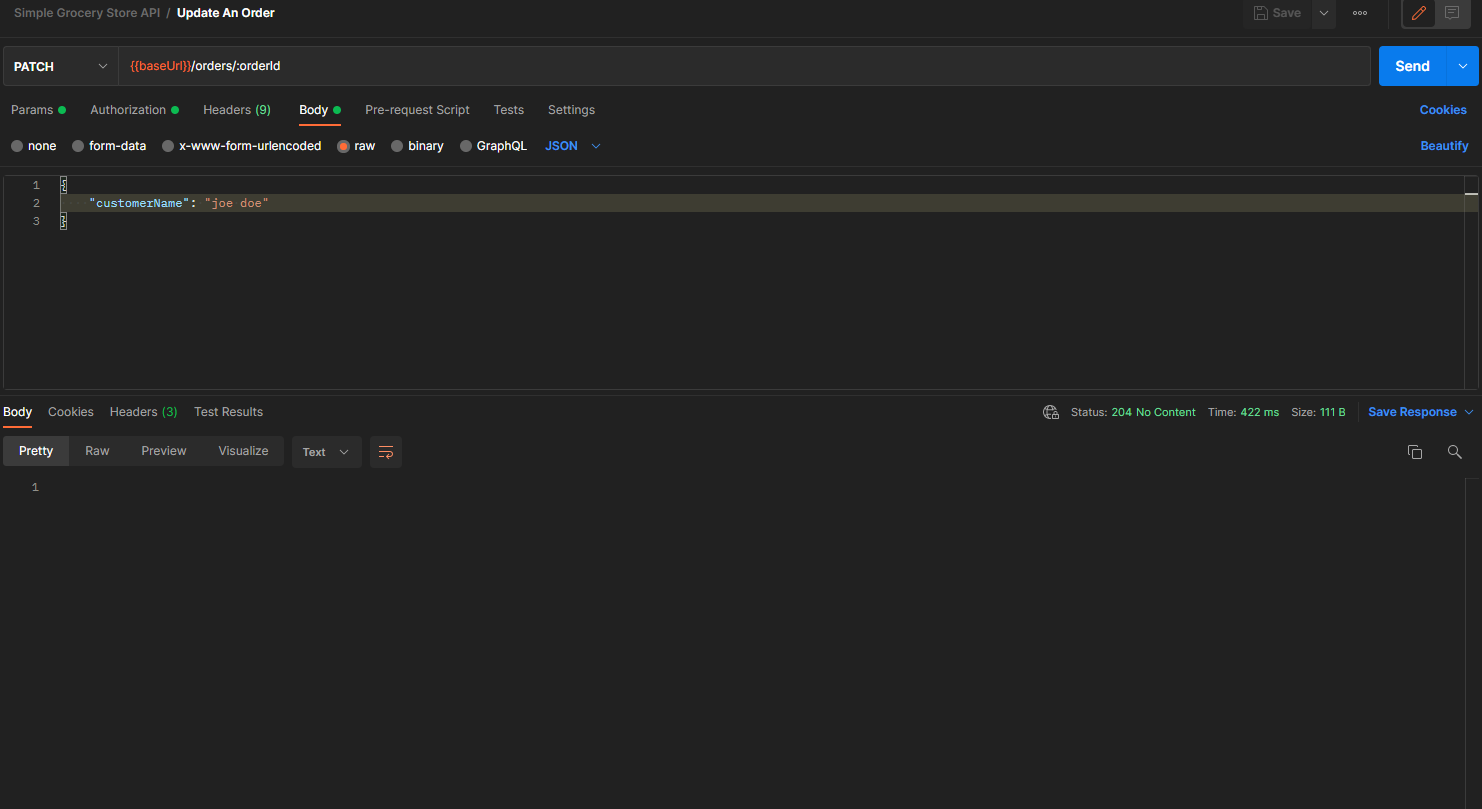 Simple Grocery Store API / Update An Order
Save
PATCH
{{baseUrl}}/orders/:orderId
Send
Params Authorization Headers (9) Body Pre-request Script Tests Settings Cookies
none form-data x-www-form-urlencoded raw binary GraphQL JSON Beautify
1 {
2 "customerName": "joe doe"
3 }
Body Cookies Headers (3) Test Results Status: 204 No Content Time: 422 ms Size: 111 B Save Response
Pretty Raw Preview Visualize Text
1